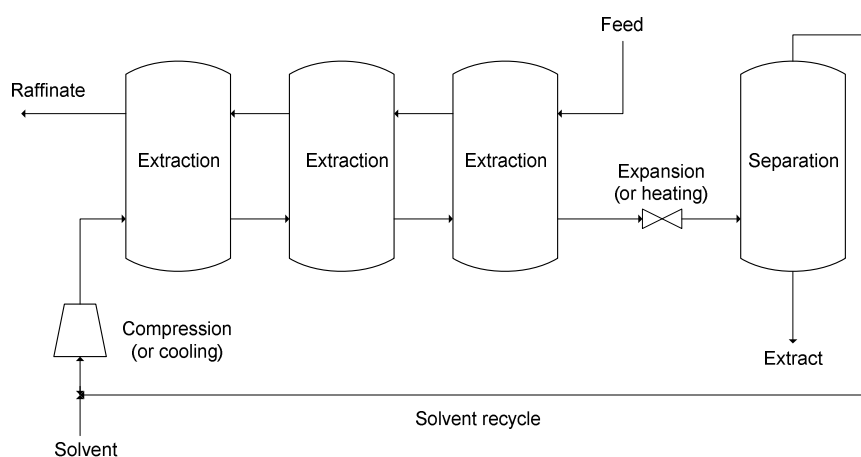 Feed
Raffinate
Extraction
Extraction
Extraction
Expansion
(or heating)
Separation
Compression
(or cooling)
Extract
Solvent recycle
Solvent